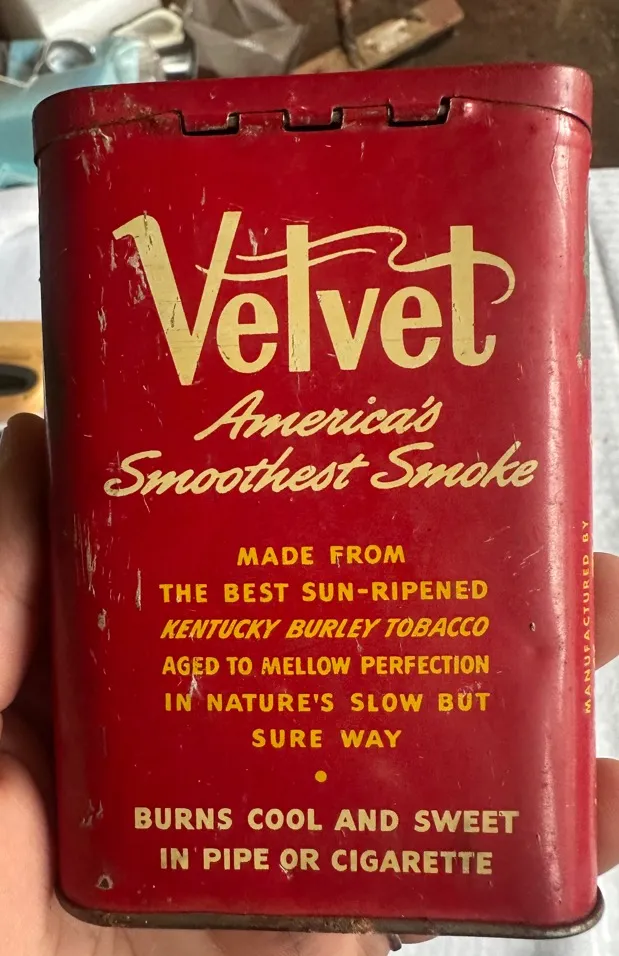 Velvet
America's
Smoothest Smoke
MADE FROM
THE BEST SUN-RIPENED
KENTUCKY BURLEY TOBACCO
AGED TO MELLOW PERFECTION
IN NATURE'S SLOW BUT
SURE WAY
•
BURNS COOL AND SWEET
IN PIPE OR CIGARETTE
MANUFACTURED BY